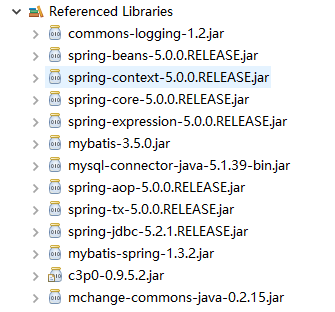 Referenced Libraries
commons-logging-1.2.jar
spring-beans-5.0.0.RELEASE.jar
spring-context-5.0.0.RELEASE.jar
spring-core-5.0.0.RELEASE.jar
spring-expression-5.0.0.RELEASE.jar
mybatis-3.5.0.jar
mysql-connector-java-5.1.39-bin.jar
spring-aop-5.0.0.RELEASE.jar
spring-tx-5.0.0.RELEASE.jar
spring-jdbc-5.2.1.RELEASE.jar
mybatis-spring-1.3.2.jar
c3p0-0.9.5.2.jar
mchange-commons-java-0.2.15.jar